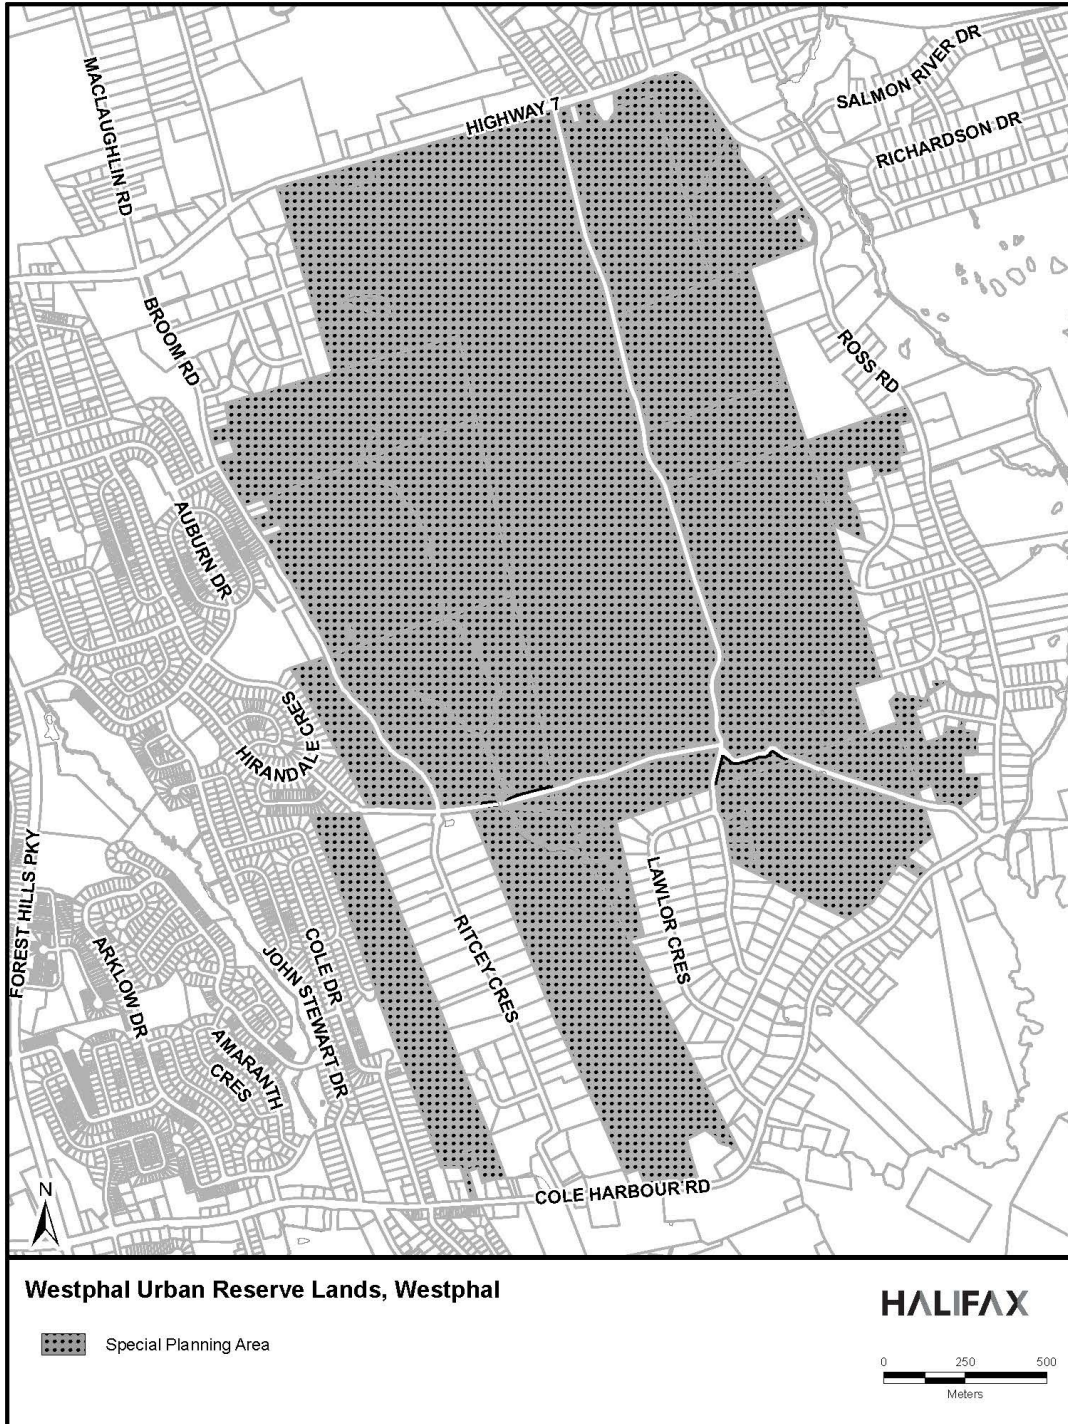 SALMON RIVER DR
MACLAUGHLIN RD
HIGHWAY 7
RICHARDSON DR
BROOM RD
ROSS RD
AUBURN DR
HIRANDALE CRES
FOREST HILLS PKY
LAWLOR CRES
RITCEY CRES
COLE DR
ARKLOW DR
JOHN STEWART DR
AMARANTH
CRES
N
COLE HARBOUR RD
Westphal Urban Reserve Lands, Westphal
HALIFAX
Special Planning Area
0 250 500
Meters